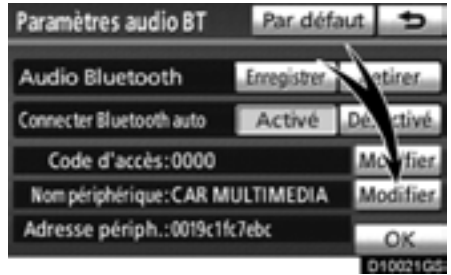 Paramètres audio BT Par défaut
Audio Bluetooth Enregistrer Retirer
Connecter Bluetooth auto Activé Désactivé
Code d'accès:0000 Modifier
Nom périphérique:CAR MULTIMEDIA Modifier
Adresse périph.:0019c1fc7ebc
OK
D10021GS